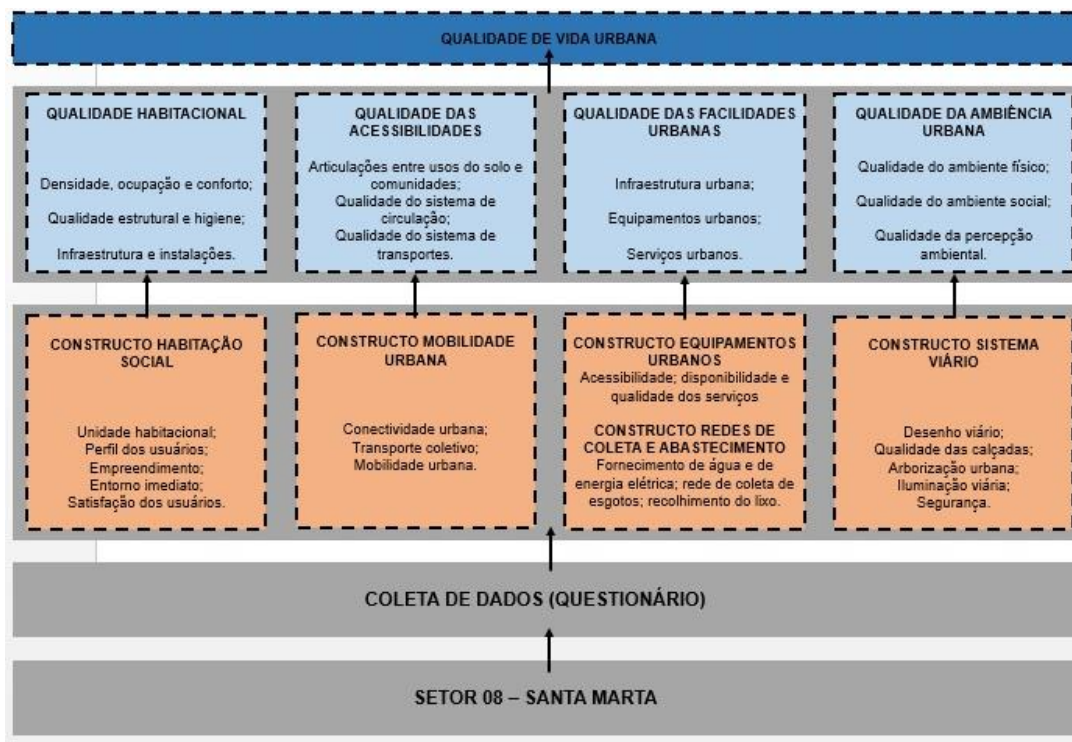 QUALIDADE DE VIDA URBANA
QUALIDADE HABITACIONAL
Densidade, ocupação e conforto;
Qualidade estrutural e higiene;
Infraestrutura e instalações.
QUALIDADE DAS
ACESSIBILIDADES
Articulações entre usos do solo e
comunidades;
Qualidade do sistema de
circulação;
Qualidade do sistema de
transportes.
QUALIDADE DAS FACILIDADES
URBANAS
Infraestrutura urbana;
Equipamentos urbanos;
Serviços urbanos.
QUALIDADE DA AMBIÊNCIA
URBANA
Qualidade do ambiente físico;
Qualidade do ambiente social;
Qualidade da percepção
ambiental.
CONSTRUCTO HABITAÇÃO
SOCIAL
Unidade habitacional;
Perfil dos usuários;
Empreendimento;
Entorno imediato;
Satisfação dos usuários.
CONSTRUCTO MOBILIDADE
URBANA
Conectividade urbana;
Transporte coletivo;
Mobilidade urbana.
CONSTRUCTO EQUIPAMENTOS
URBANOS
Acessibilidade; disponibilidade e
qualidade dos serviços
CONSTRUCTO REDES DE
COLETA E ABASTECIMENTO
Fornecimento de água e de
energia elétrica; rede de coleta de
esgotos; recolhimento do lixo.
CONSTRUCTO SISTEMA
VIÁRIO
Desenho viário;
Qualidade das calçadas;
Arborização urbana;
Iluminação viária;
Segurança.
COLETA DE DADOS (QUESTIONÁRIO)
SETOR 08 – SANTA MARTA